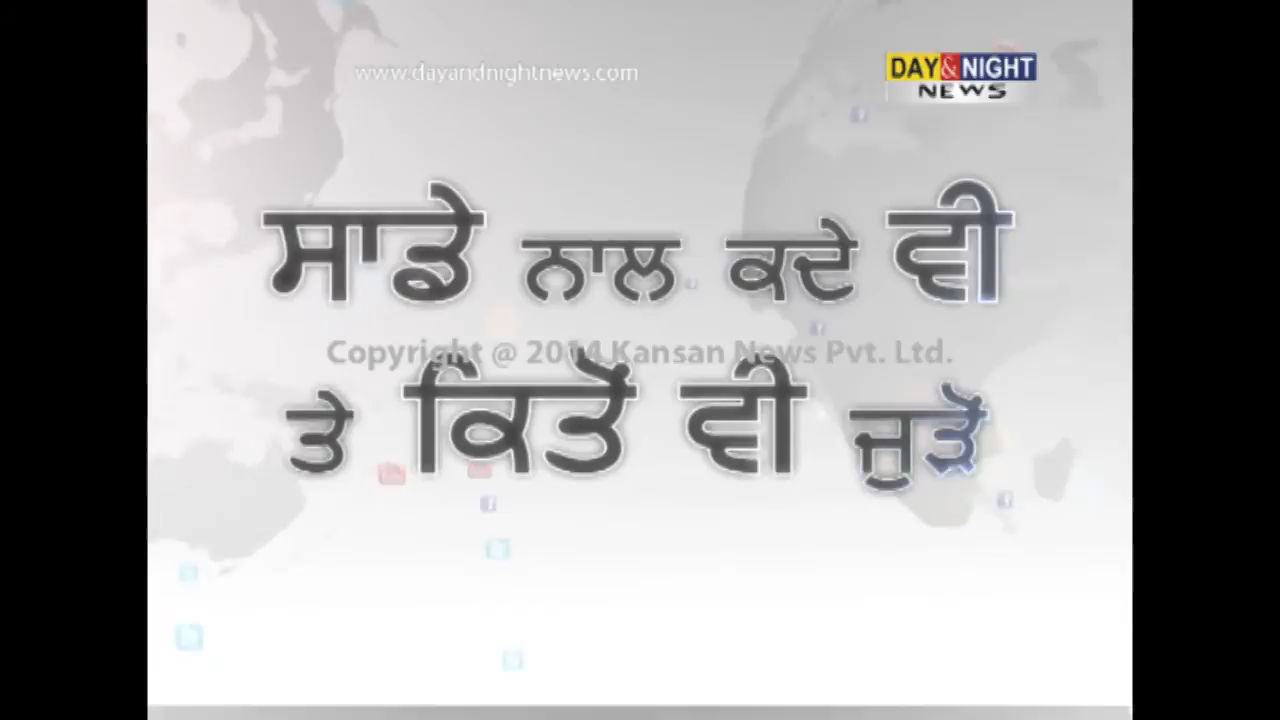 www.dayandnightnews.com
DAY & NIGHT
NEWS
ਸਾਡੇ ਨਾਲ ਕਦੇ ਵੀ
Copyright @ 2014 Kansan News Pvt. Ltd.
ਤੇ ਕਿਤੋਂ ਵੀ ਜੁੜੋਂ